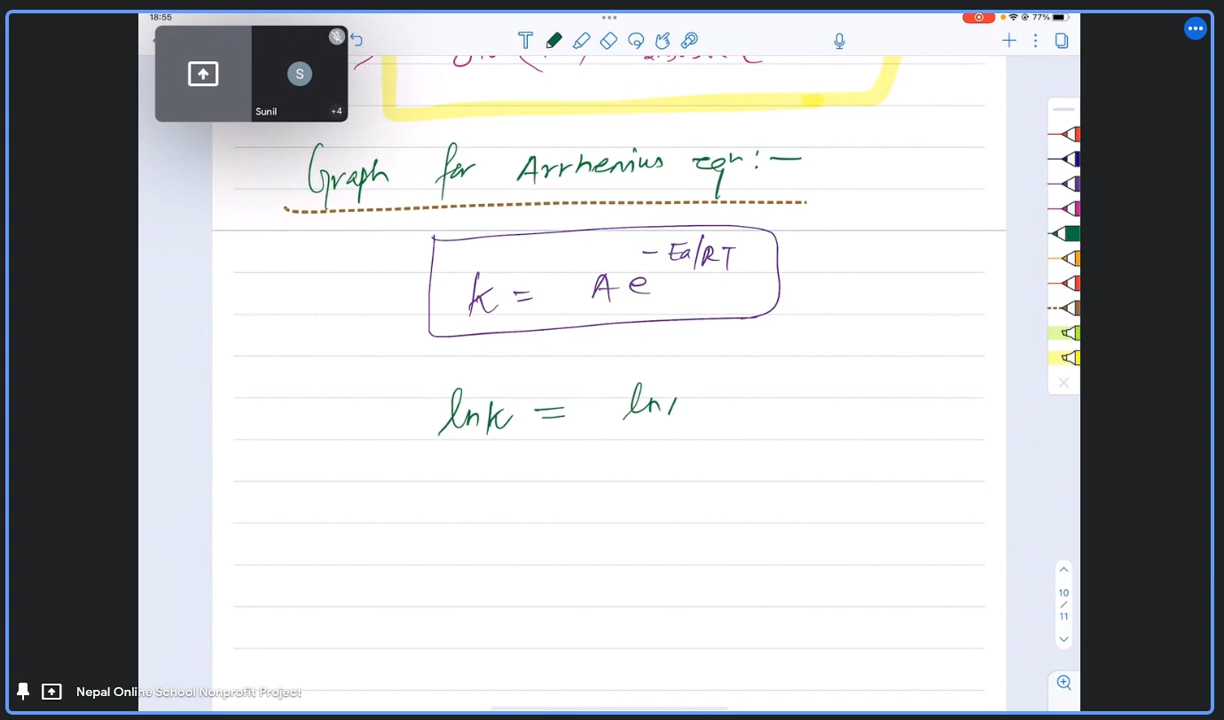 18:55
77%
T
S
Sunil
+4
Graph for Arrhenius eqn:—
k = A e^-Ea/RT
lnk = ln
10
/
11
Nepal Online School Nonprofit Project